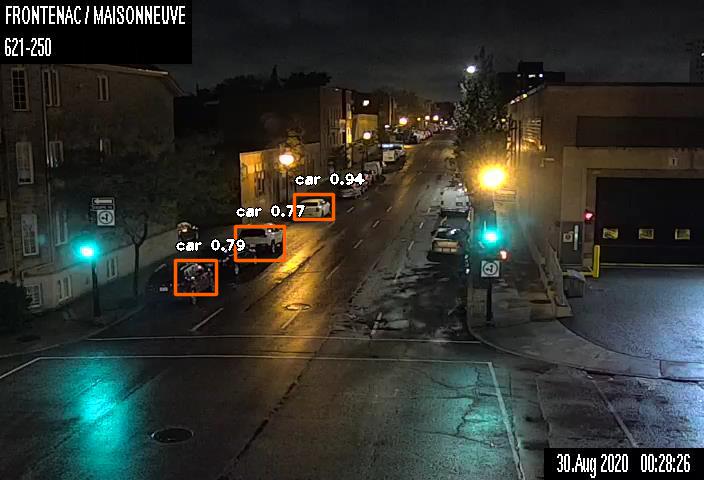 FRONTENAC / MAISONNEUVE
621-250
car 0.94
car 0.77
car 0.79
30.Aug 2020 00:28:26